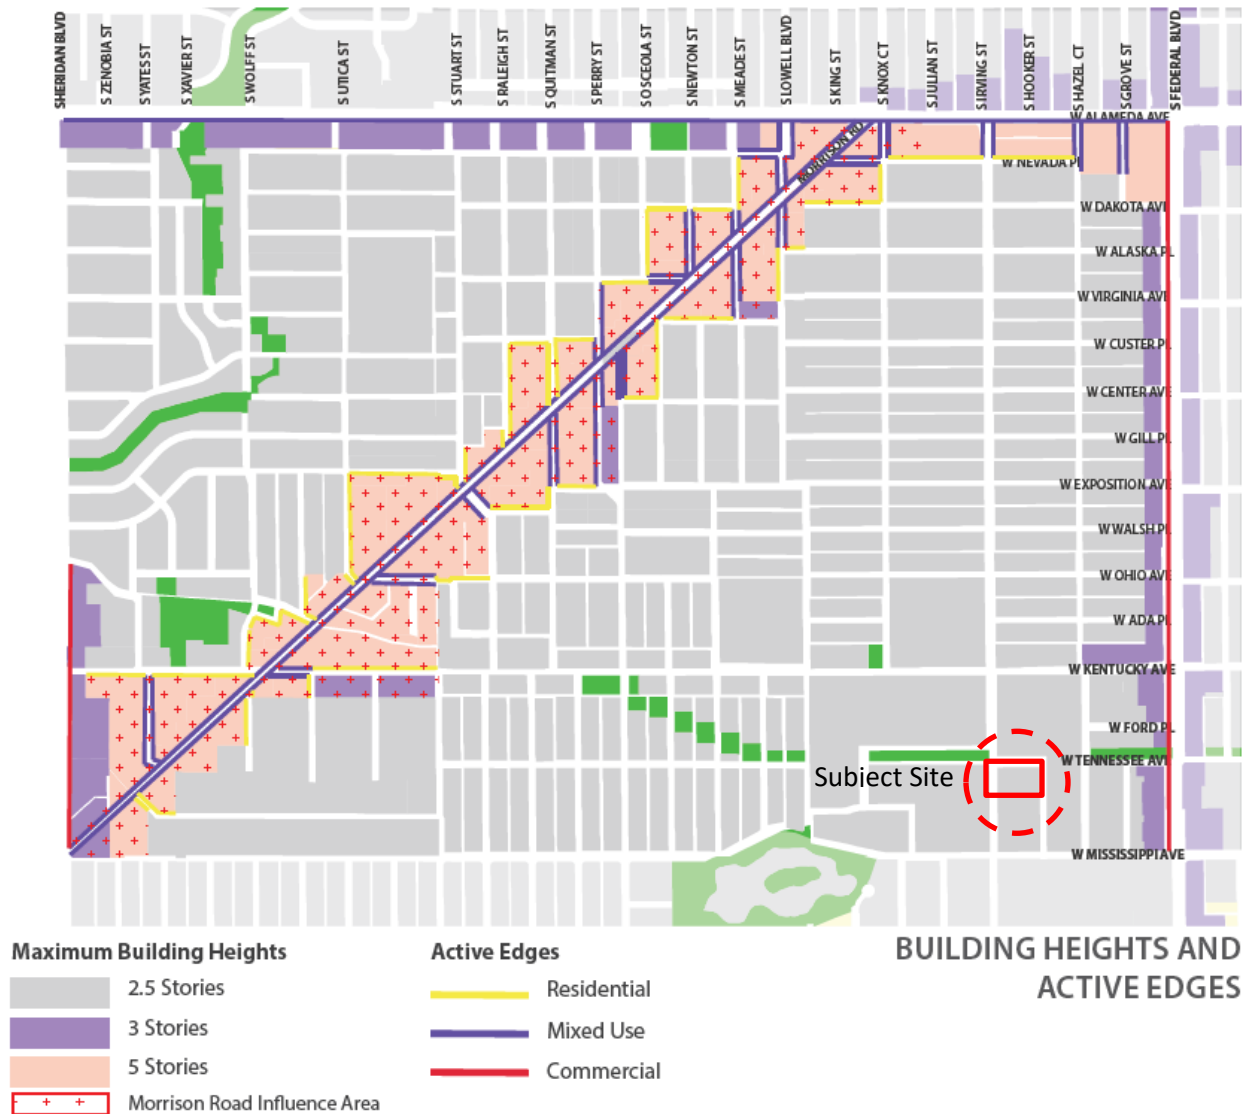 SHERIDAN BLVD
S ZENOBIA ST
S YATES ST
S XAVIER ST
S WOLFF ST
S UTICA ST
S STUART ST
S RALEIGH ST
S QUITMAN ST
S PERRY ST
S OSCEOLA ST
S NEWTON ST
S MEADE ST
S LOWELL BLVD
S KING ST
S KNOX CT
S JULIAN ST
S IRVING ST
S HOOKER ST
S HAZEL CT
S GROVE ST
S FEDERAL BLVD
W ALAMEDA AVE
MORRISON RD
W NEVADA PL
W DAKOTA AVE
W ALASKA PL
W VIRGINIA AVE
W CUSTER PL
W CENTER AVE
W GILL PL
W EXPOSITION AVE
W WALSH PL
W OHIO AVE
W ADA PL
W KENTUCKY AVE
W FORD PL
W TENNESSEE AVE
Subject Site
W MISSISSIPPI AVE
Maximum Building Heights
2.5 Stories
3 Stories
5 Stories
Morrison Road Influence Area
Active Edges
Residential
Mixed Use
Commercial
BUILDING HEIGHTS AND
ACTIVE EDGES